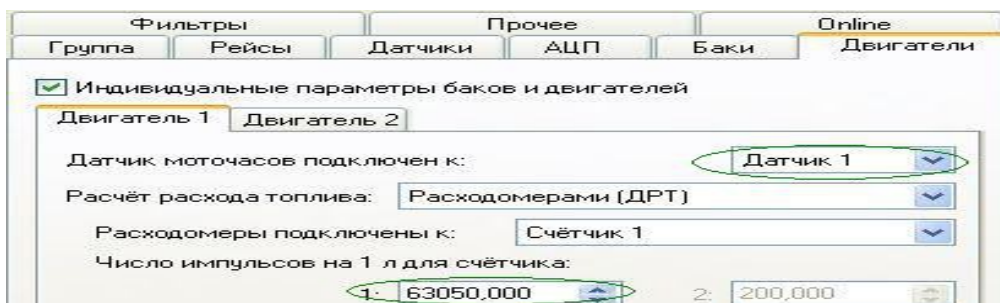 Фильтры Прочее Online
Группа Рейсы Датчики АЦП Баки Двигатели
Индивидуальные параметры баков и двигателей
Двигатель 1 Двигатель 2
Датчик моточасов подключен к: Датчик 1
Расчёт расхода топлива: Расходомерами (ДРТ)
Расходомеры подключены к: Счётчик 1
Число импульсов на 1 л для счётчика:
1: 63050,000 2: 200,000